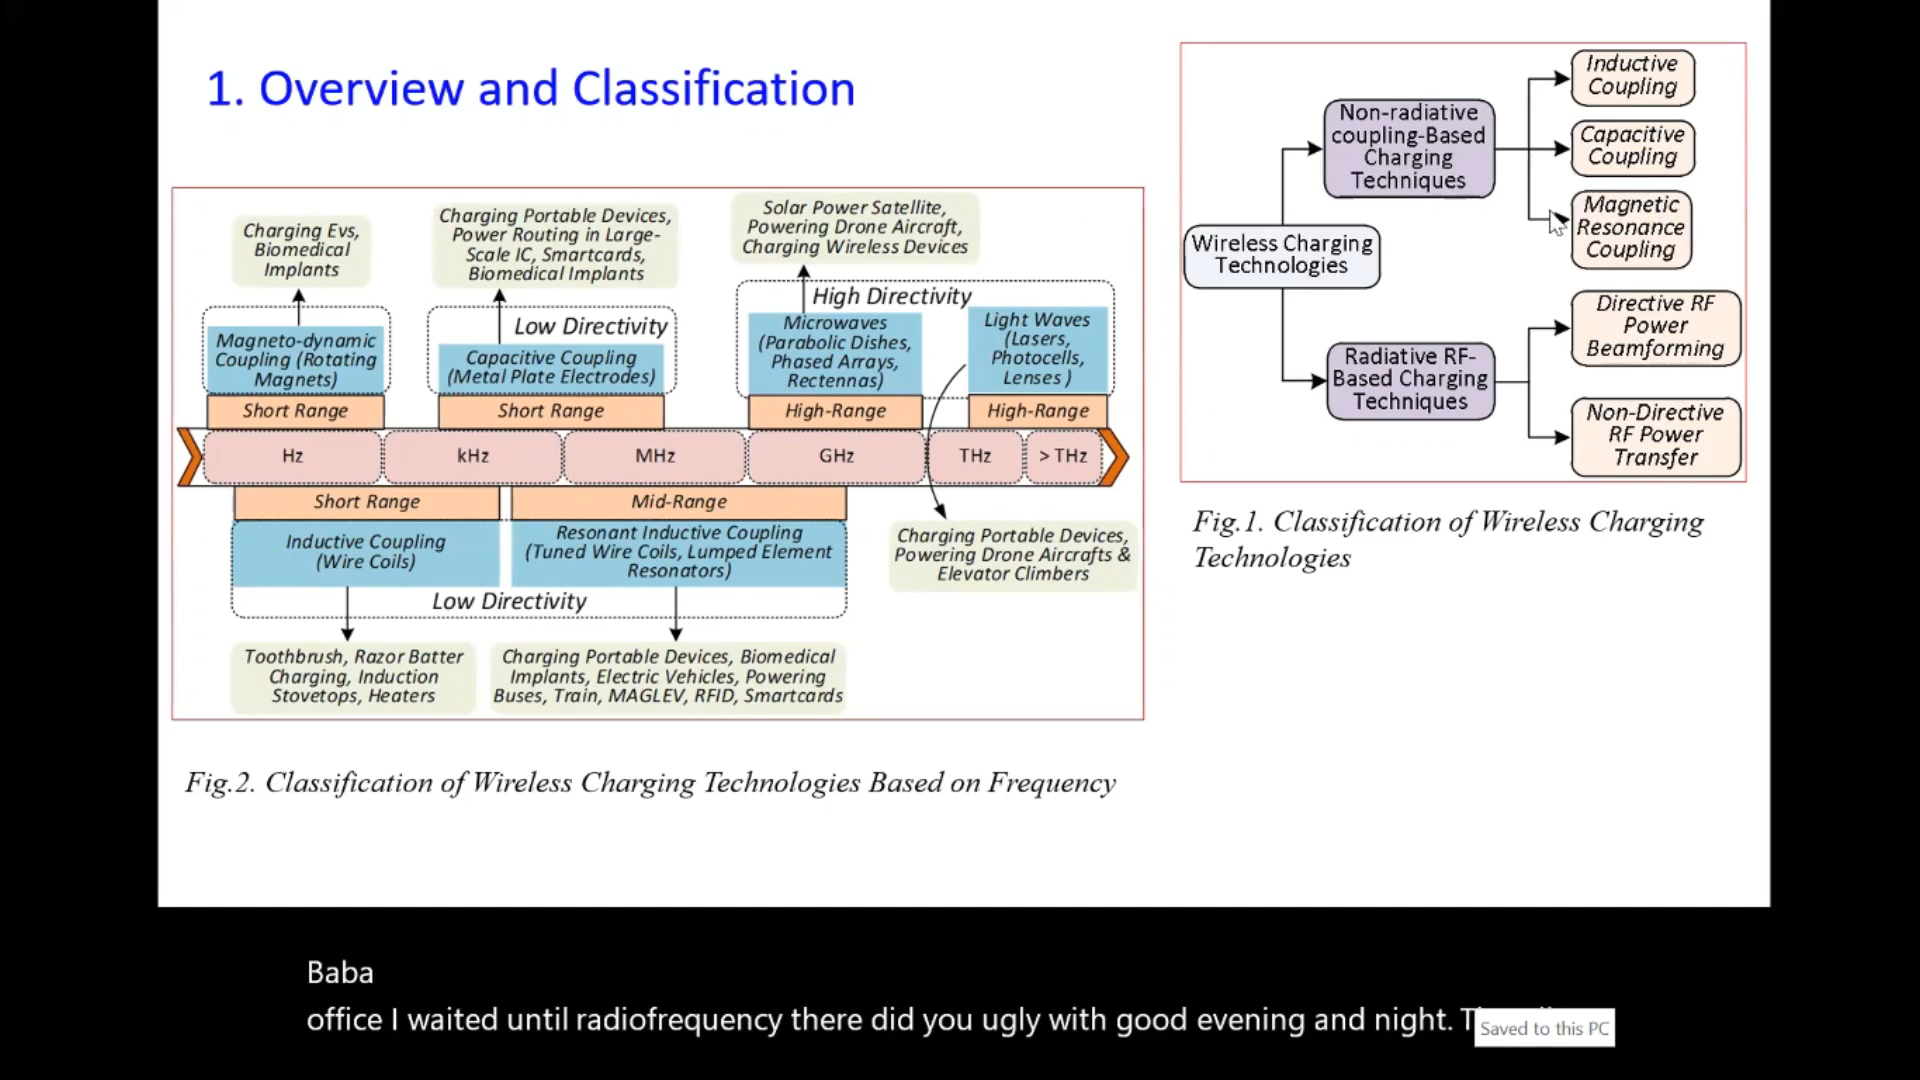 1. Overview and Classification
Charging Evs,
Biomedical
Implants
Charging Portable Devices,
Power Routing in Large-
Scale IC, Smartcards,
Biomedical Implants
Solar Power Satellite,
Powering Drone Aircraft,
Charging Wireless Devices
High Directivity
Low Directivity
Magneto-dynamic
Coupling (Rotating
Magnets)
Capacitive Coupling
(Metal Plate Electrodes)
Microwaves
(Parabolic Dishes,
Phased Arrays,
Rectennas)
Light Waves
(Lasers,
Photocells,
Lenses )
Short Range
Short Range
High-Range
High-Range
Hz
kHz
MHz
GHz
THz
> THz
Short Range
Mid-Range
Inductive Coupling
(Wire Coils)
Resonant Inductive Coupling
(Tuned Wire Coils, Lumped Element
Resonators)
Low Directivity
Charging Portable Devices,
Powering Drone Aircrafts &
Elevator Climbers
Toothbrush, Razor Batter
Charging, Induction
Stovetops, Heaters
Charging Portable Devices, Biomedical
Implants, Electric Vehicles, Powering
Buses, Train, MAGLEV, RFID, Smartcards
Fig.2. Classification of Wireless Charging Technologies Based on Frequency
Wireless Charging
Technologies
Non-radiative
coupling-Based
Charging
Techniques
Inductive
Coupling
Capacitive
Coupling
Magnetic
Resonance
Coupling
Radiative RF-
Based Charging
Techniques
Directive RF
Power
Beamforming
Non-Directive
RF Power
Transfer
Fig.1. Classification of Wireless Charging
Technologies
Baba
office I waited until radiofrequency there did you ugly with good evening and night.
Saved to this PC